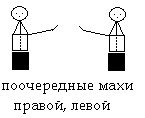 поочередные махи
правой, левой